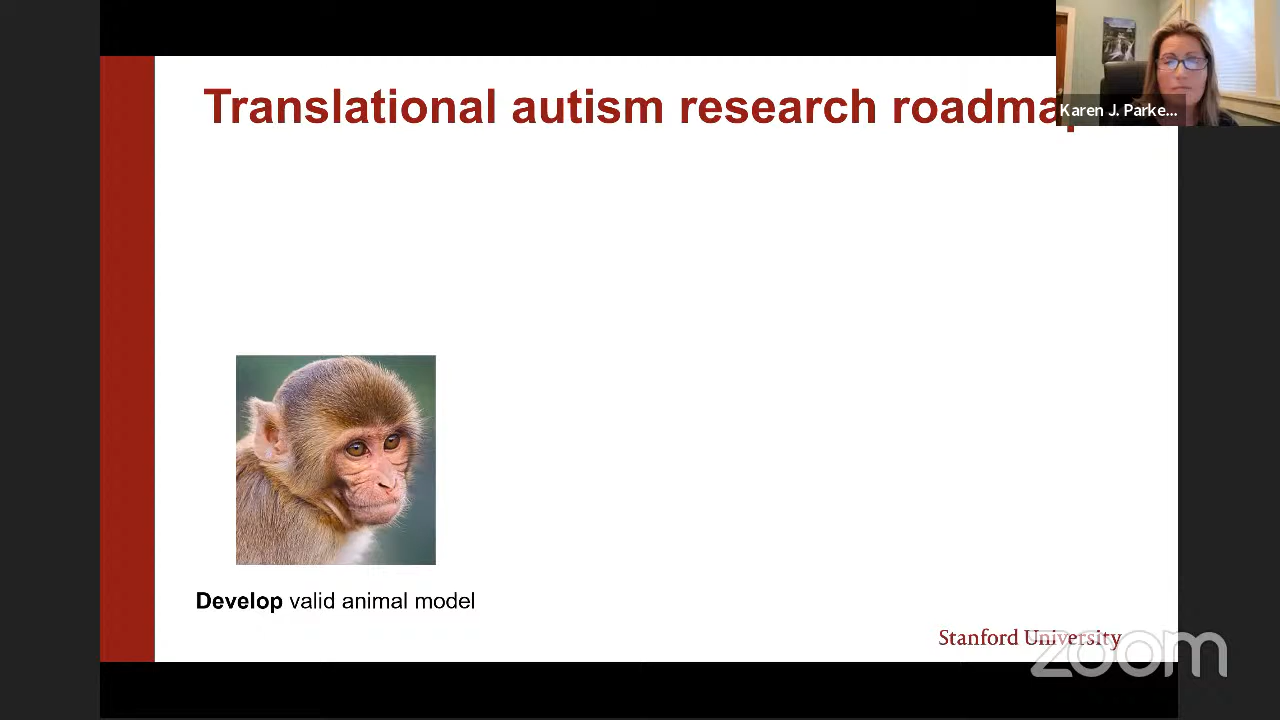 Translational autism research roadmap
Karen J. Parke...
Develop valid animal model
Stanford University
zoom